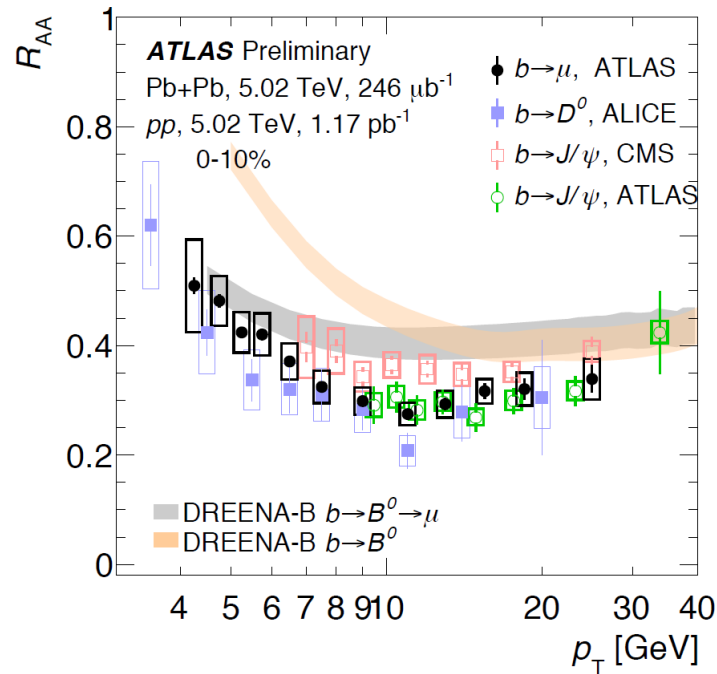 R_AA
1
0.8
0.6
0.4
0.2
0
ATLAS Preliminary
Pb+Pb, 5.02 TeV, 246 μb⁻¹
pp, 5.02 TeV, 1.17 pb⁻¹
0-10%
b→μ, ATLAS
b→D⁰, ALICE
b→J/ψ, CMS
b→J/ψ, ATLAS
DREENA-B b→B⁰→μ
DREENA-B b→B⁰
4 5 6 7 8 9 10 20 30 40
p_T [GeV]